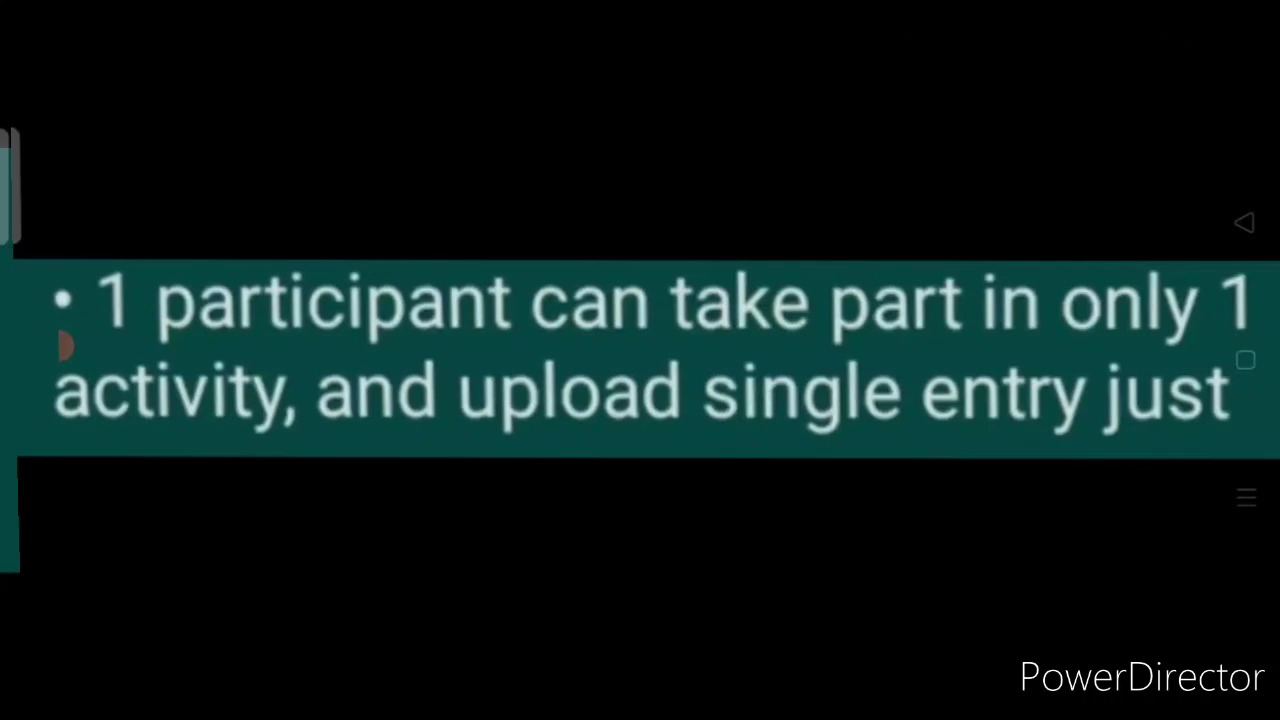 • 1 participant can take part in only 1
activity, and upload single entry just
PowerDirector